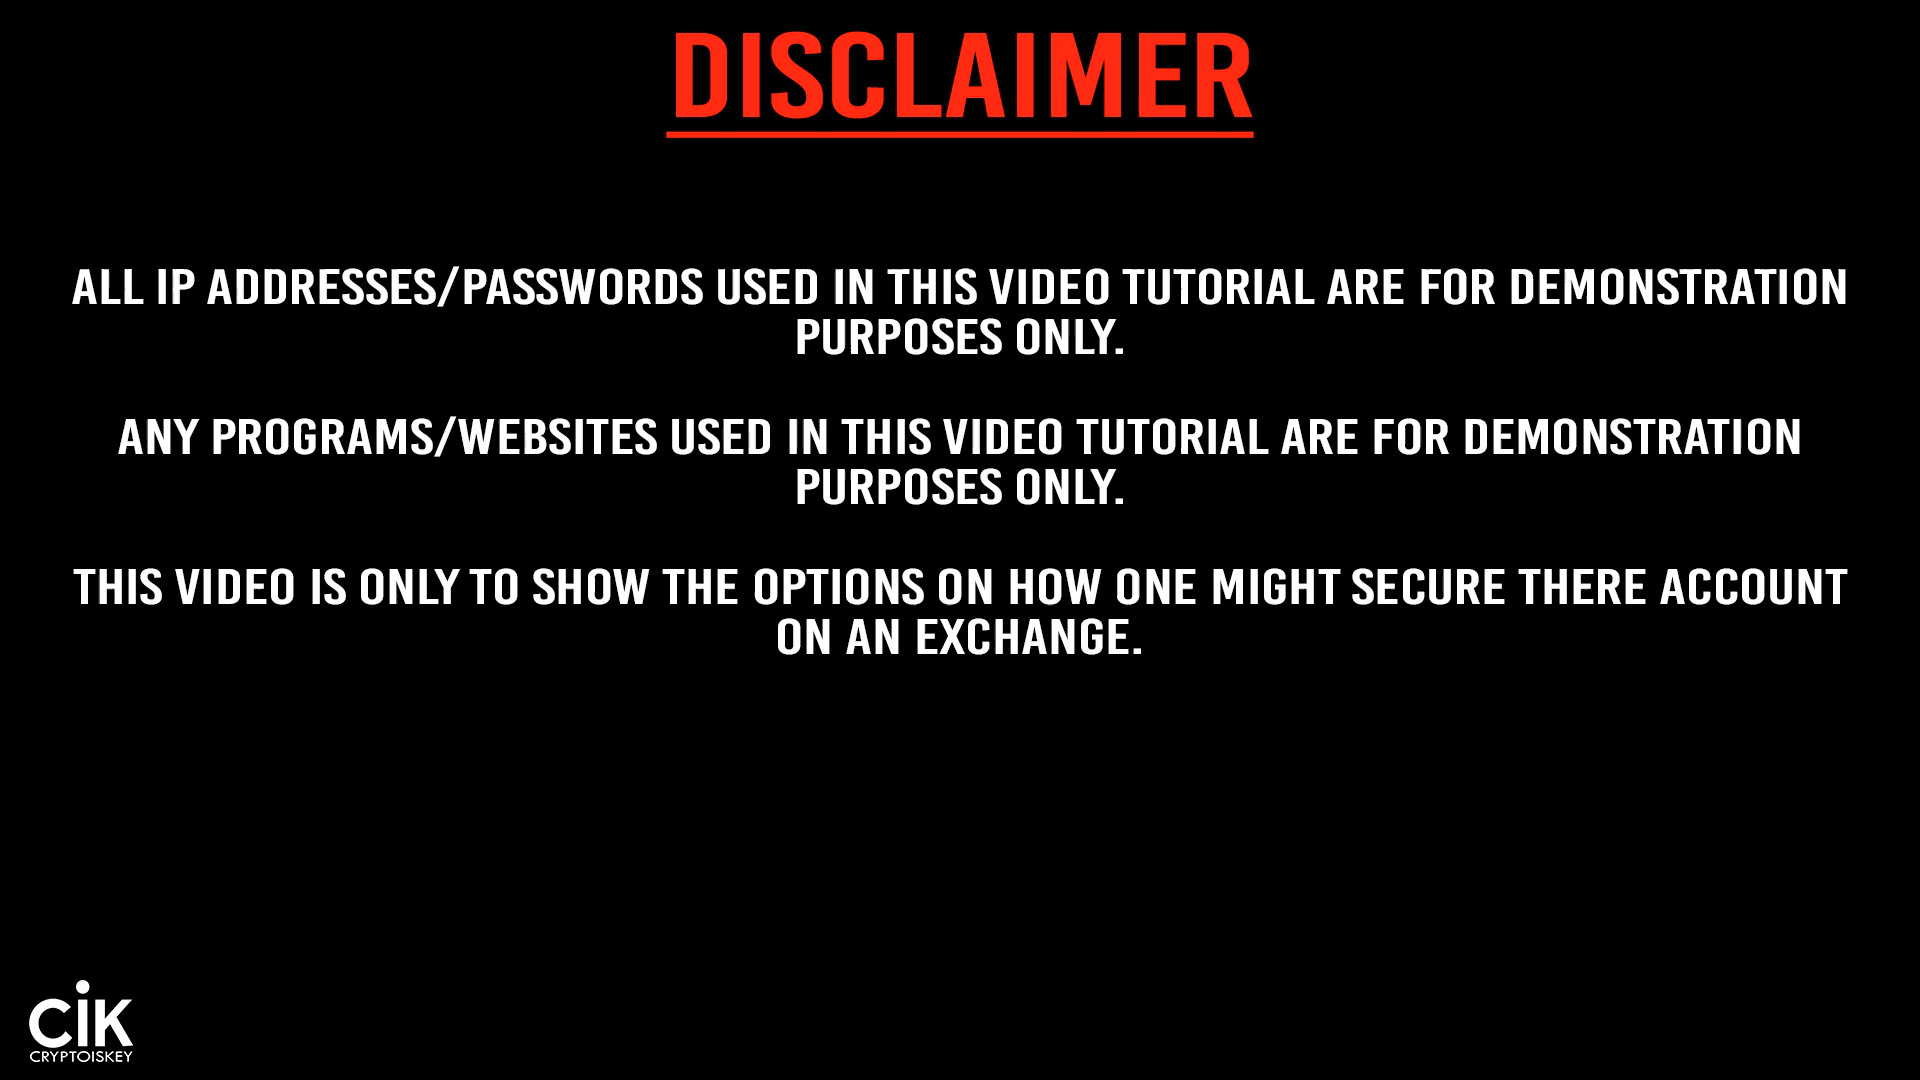 DISCLAIMER
ALL IP ADDRESSES/PASSWORDS USED IN THIS VIDEO TUTORIAL ARE FOR DEMONSTRATION
PURPOSES ONLY.
ANY PROGRAMS/WEBSITES USED IN THIS VIDEO TUTORIAL ARE FOR DEMONSTRATION
PURPOSES ONLY.
THIS VIDEO IS ONLY TO SHOW THE OPTIONS ON HOW ONE MIGHT SECURE THERE ACCOUNT
ON AN EXCHANGE.
CiK
CRYPTOISKEY